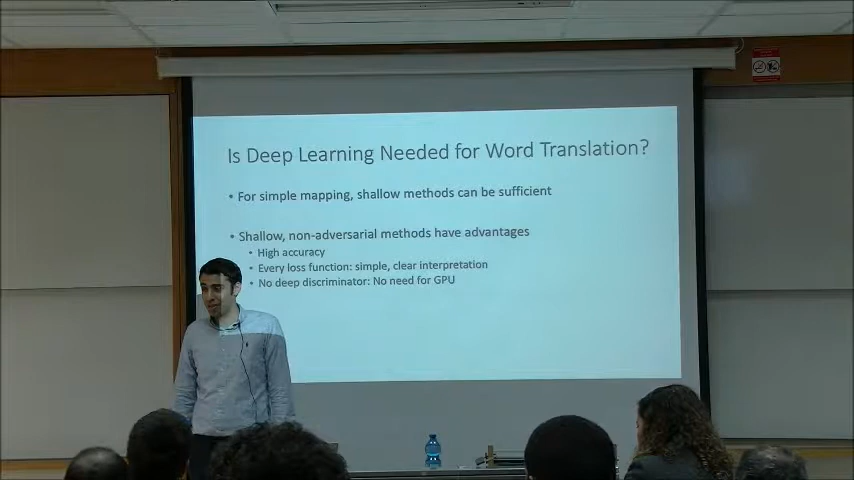 Is Deep Learning Needed for Word Translation?
• For simple mapping, shallow methods can be sufficient
• Shallow, non-adversarial methods have advantages
• High accuracy
• Every loss function: simple, clear interpretation
• No deep discriminator: No need for GPU